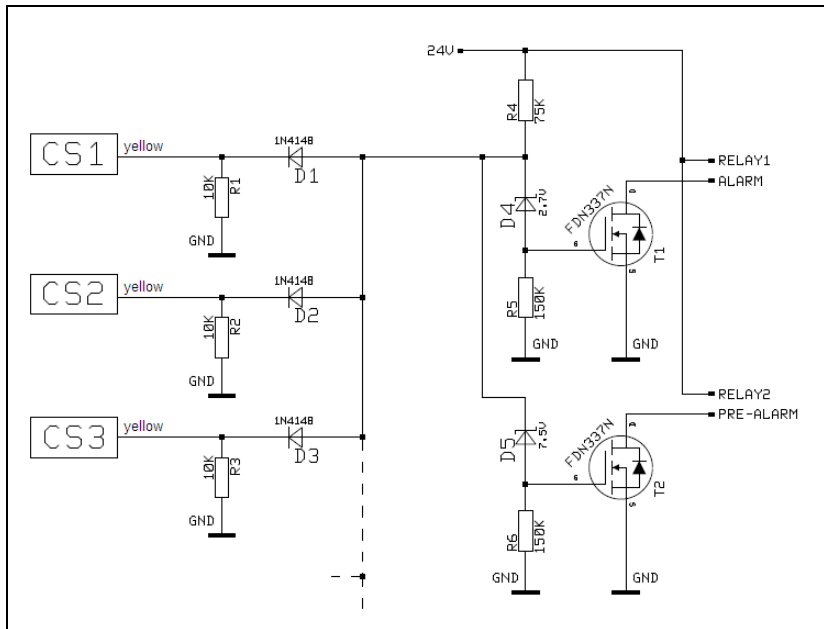 24V
R4
75K
CS1
yellow
1N4148
D1
10K
R1
GND
RELAY1
ALARM
D4
2.7V
FDN337N
D
G
S
T1
R5
150K
GND
GND
CS2
yellow
1N4148
D2
10K
R2
GND
RELAY2
PRE-ALARM
CS3
yellow
1N4148
D3
10K
R3
GND
D5
7.5V
FDN337N
D
G
S
T2
R6
150K
GND
GND